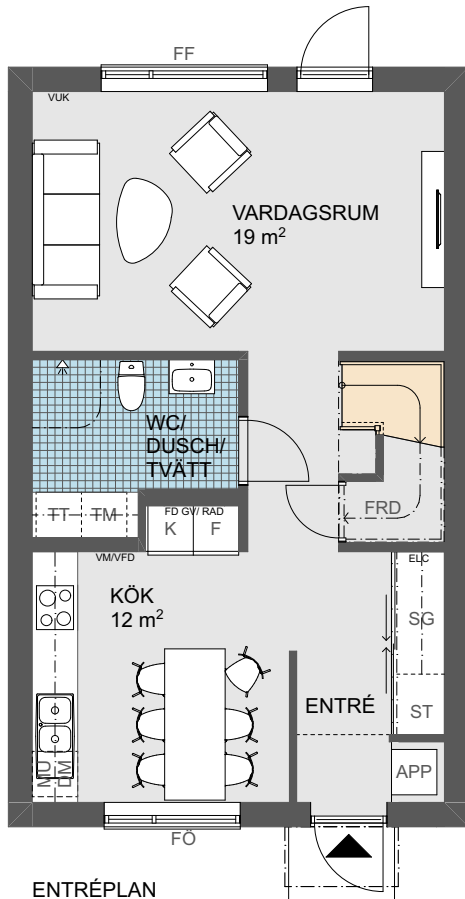 FF
VUK
VARDAGSRUM
19 m²
WC/
DUSCH/
TVÄTT
TT TM
FD GV/ RAD
K F
FRD
VM/VFD
ELC
KÖK
12 m²
SG
ENTRÉ
ST
MU
DM
APP
FÖ
ENTRÉPLAN